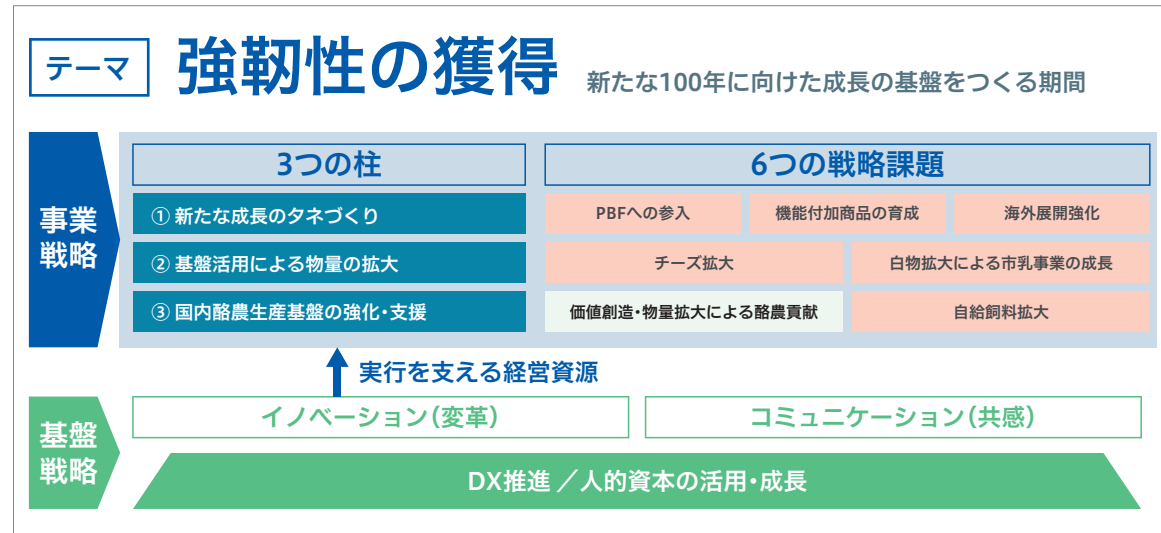 テーマ
強靭性の獲得
新たな100年に向けた成長の基盤をつくる期間
事業
戦略
3つの柱
6つの戦略課題
① 新たな成長のタネづくり
PBFへの参入
機能付加商品の育成
海外展開強化
② 基盤活用による物量の拡大
チーズ拡大
白物拡大による市乳事業の成長
③ 国内酪農生産基盤の強化・支援
価値創造・物量拡大による酪農貢献
自給飼料拡大
実行を支える経営資源
基盤
戦略
イノベーション（変革）
コミュニケーション（共感）
DX推進 ／人的資本の活用・成長